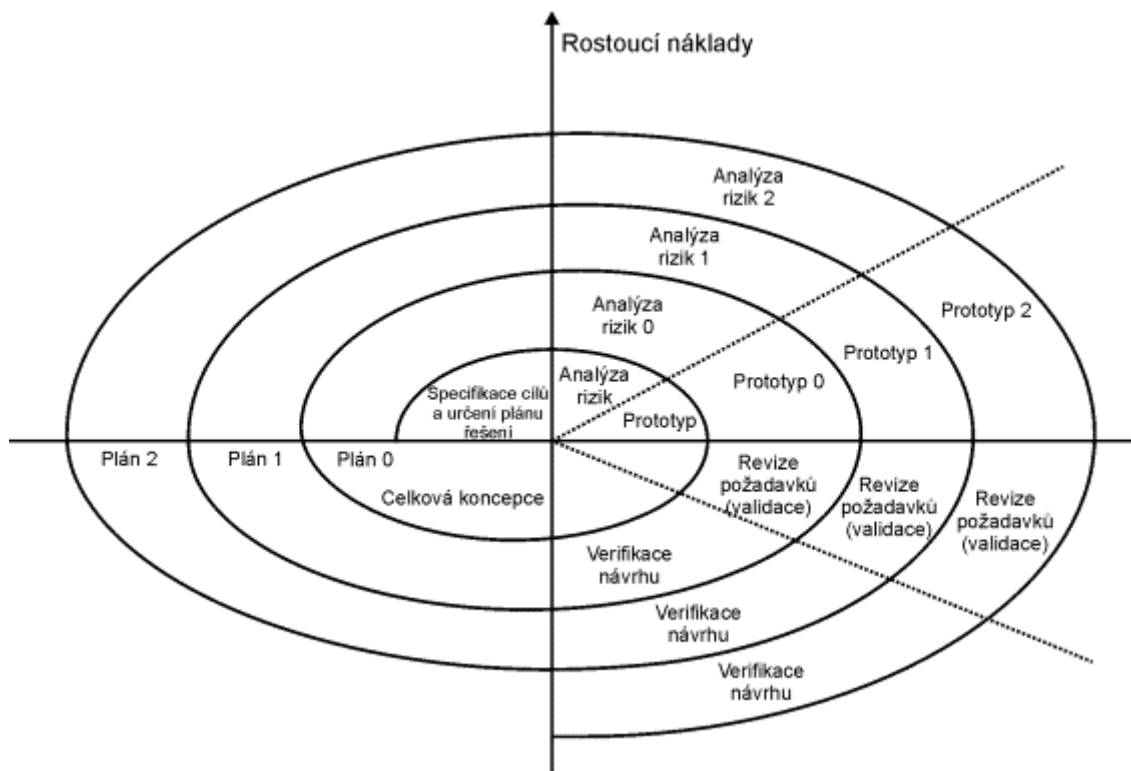 Rostoucí náklady
Analýza
rizik 2
Analýza
rizik 1
Analýza
rizik 0
Analýza
rizik
Specifikace cílů
a určení plánu
řešení
Prototyp
Prototyp 0
Prototyp 1
Prototyp 2
Plán 2
Plán 1
Plán 0
Celková koncepce
Revize
požadavků
(validace)
Revize
požadavků
(validace)
Revize
požadavků
(validace)
Verifikace
návrhu
Verifikace
návrhu
Verifikace
návrhu